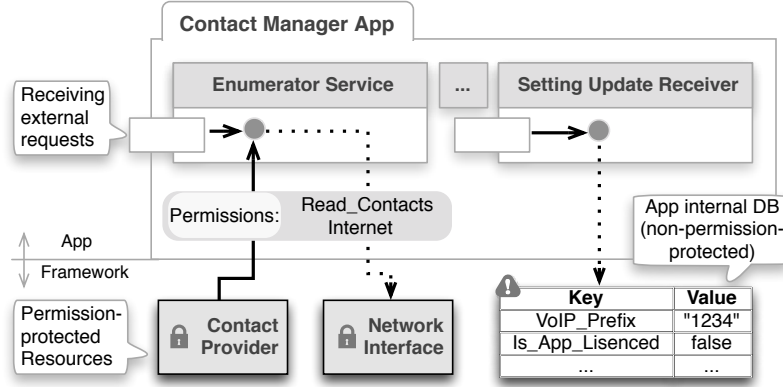 Contact Manager App
Enumerator Service
...
Setting Update Receiver
Receiving
external
requests
Permissions:
Read_Contacts
Internet
App internal DB
(non-permission-
protected)
App
Framework
Permission-
protected
Resources
Contact
Provider
Network
Interface
Key Value
VoIP_Prefix "1234"
Is_App_Lisenced false
... ...